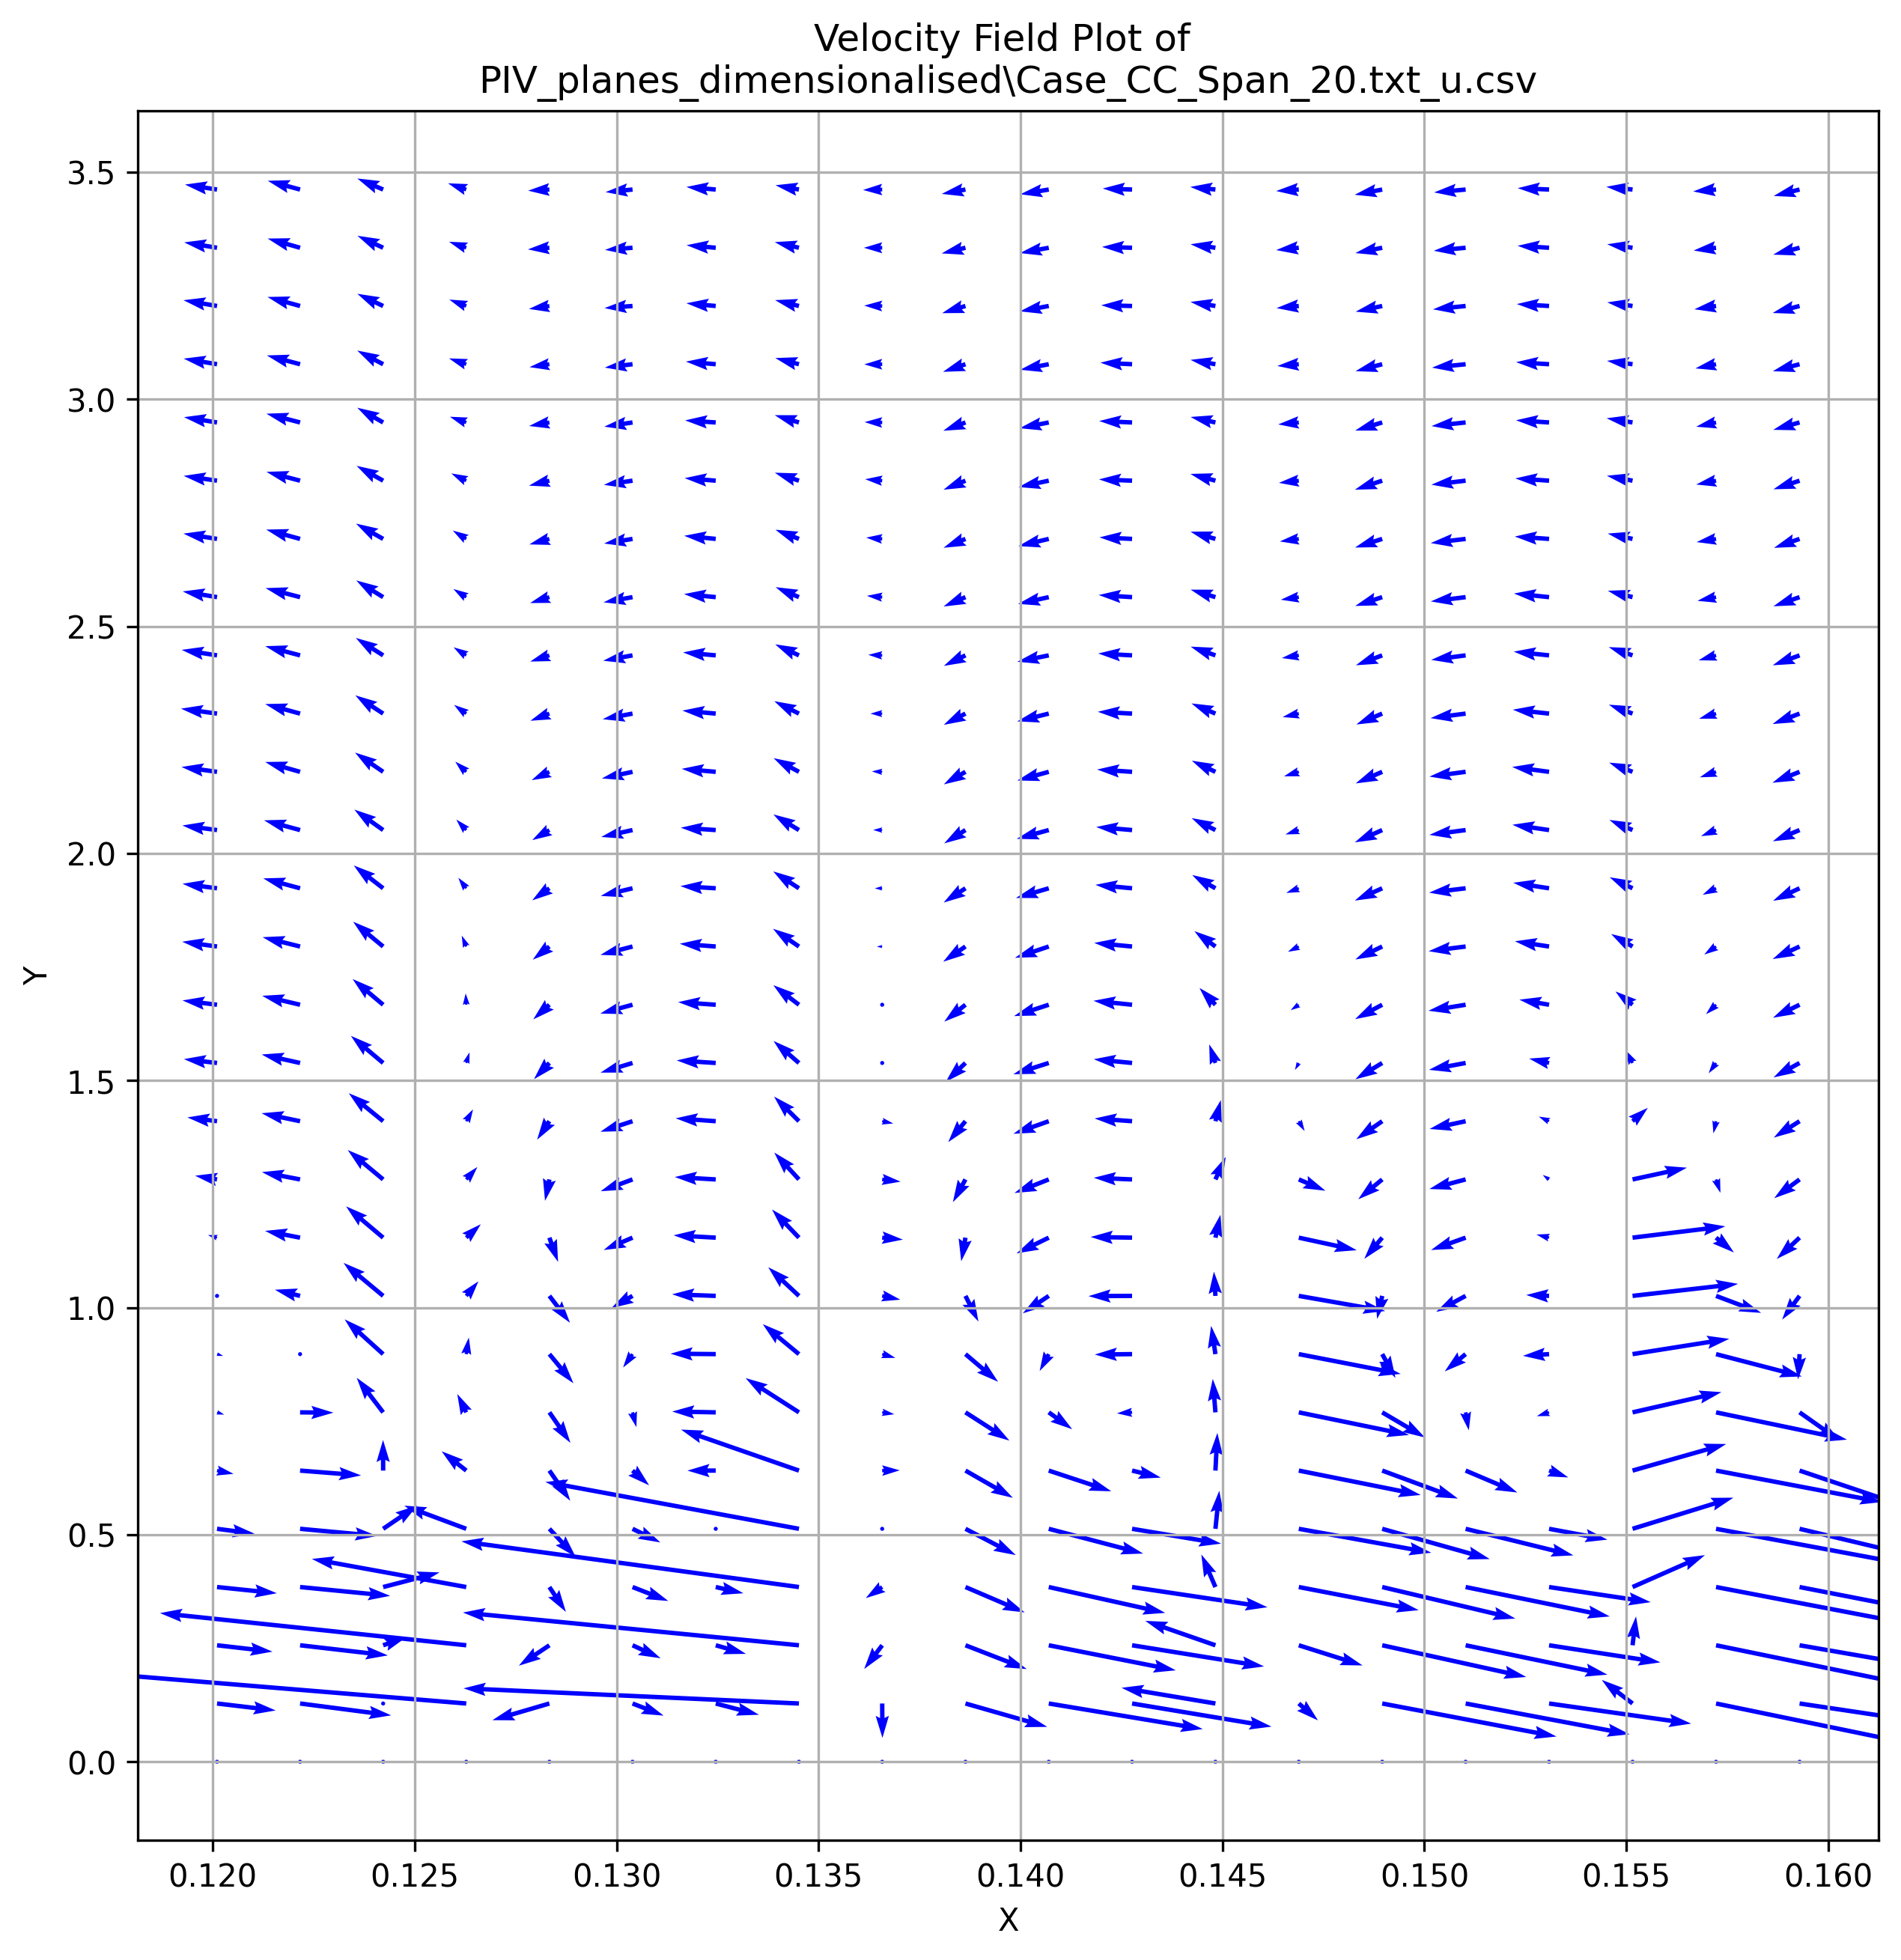 Velocity Field Plot of
PIV_planes_dimensionalised\Case_CC_Span_20.txt_u.csv
3.5
3.0
2.5
2.0
Y
1.5
1.0
0.5
0.0
0.120 0.125 0.130 0.135 0.140 0.145 0.150 0.155 0.160
X